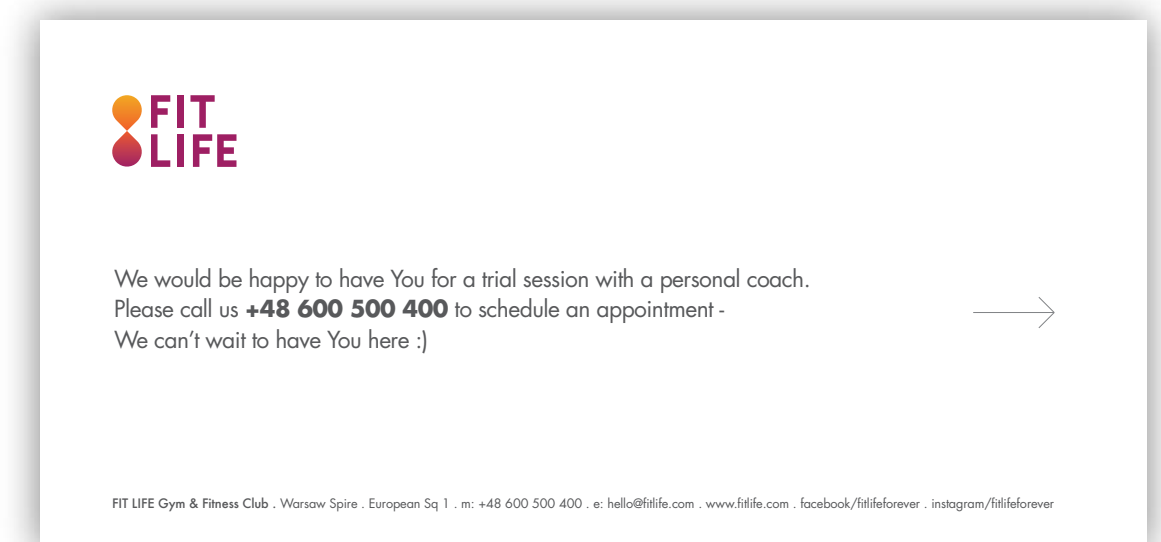 FIT
LIFE
We would be happy to have You for a trial session with a personal coach.
Please call us +48 600 500 400 to schedule an appointment -
We can't wait to have You here :)
FIT LIFE Gym & Fitness Club . Warsaw Spire . European Sq 1 . m: +48 600 500 400 . e: hello@fitlife.com . www.fitlife.com . facebook/fitlifeforever . instagram/fitlifeforever